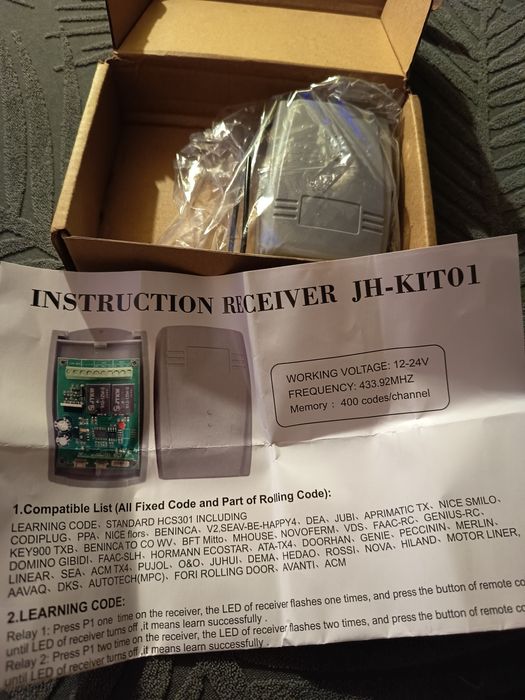 INSTRUCTION RECEIVER JH-KIT01
WORKING VOLTAGE: 12-24V
FREQUENCY: 433.92MHZ
Memory : 400 codes/channel
1.Compatible List (All Fixed Code and Part of Rolling Code):
LEARNING CODE、STANDARD HCS301 INCLUDING
CODIPLUG、PPA、NICE flors、BENINCA、V2.SEAV-BE-HAPPY4、DEA、JUBI、APRIMATIC TX、NICE SMILO、
KEY900 TXB、BENINCA TO CO WV、BFT Mitto、MHOUSE、NOVOFERM、VDS、FAAC-RC、GENIUS-RC、
DOMINO GIBIDI、FAAC-SLH、HORMANN ECOSTAR、ATA-TX4、DOORHAN、GENIE、PECCININ、MERLIN、
LINEAR、SEA、ACM TX4、PUJOL、O&O、JUHUI、DEMA、HEDAO、ROSSI、NOVA、HILAND、MOTOR LINER,
AAVAQ、DKS、AUTOTECH(MPC)、FORI ROLLING DOOR、AVANTI、ACM
2.LEARNING CODE:
Relay 1: Press P1 one time on the receiver, the LED of receiver flashes one times, and press the button of remote co
until LED of receiver turns off ,it means learn successfully .
Relay 2: Press P1 two time on the receiver, the LED of receiver flashes two times, and press the button of remote co
until LED of receiver turns off ,it means learn successfully .